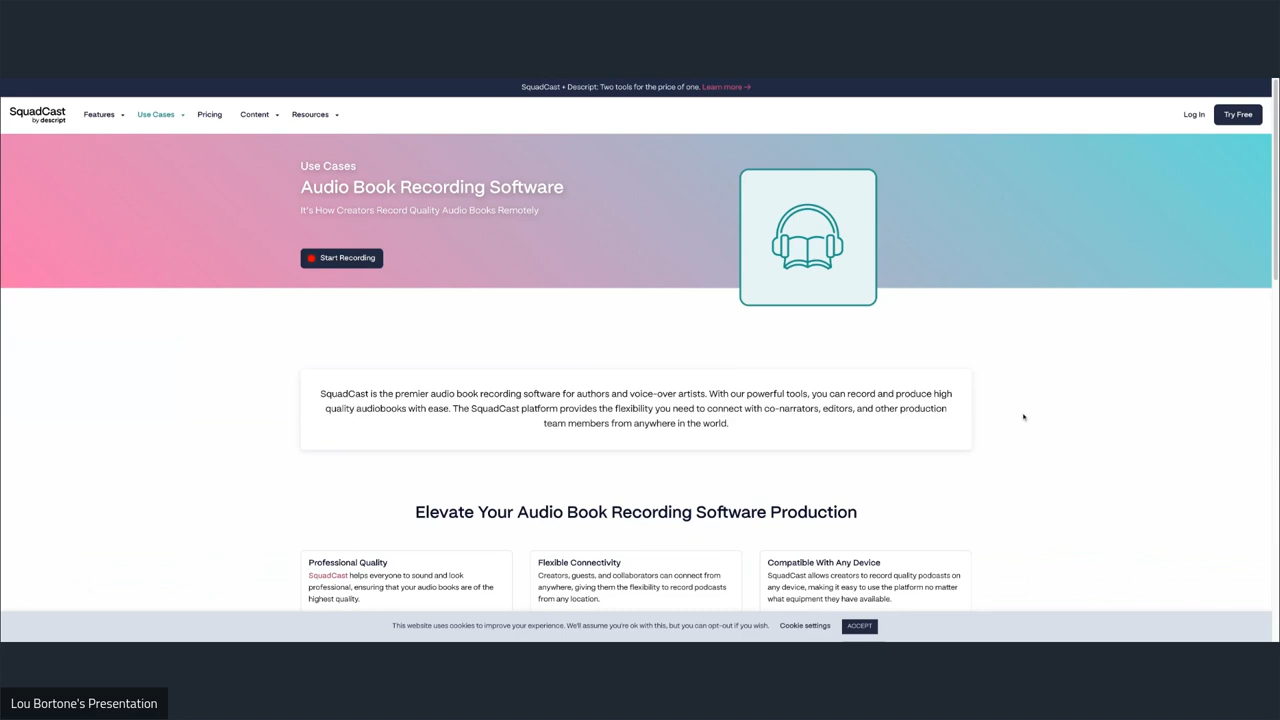 SquadCast + Descript: Two tools for the price of one. Learn more →
SquadCast
by descript
Features
Use Cases
Pricing
Content
Resources
Log In
Try Free
Use Cases
Audio Book Recording Software
It's How Creators Record Quality Audio Books Remotely
Start Recording
SquadCast is the premier audio book recording software for authors and voice-over artists. With our powerful tools, you can record and produce high
quality audiobooks with ease. The SquadCast platform provides the flexibility you need to connect with co-narrators, editors, and other production
team members from anywhere in the world.
Elevate Your Audio Book Recording Software Production
Professional Quality
SquadCast helps everyone to sound and look
professional, ensuring that your audio books are of the
highest quality.
Flexible Connectivity
Creators, guests, and collaborators can connect from
anywhere, giving them the flexibility to record podcasts
from any location.
Compatible With Any Device
SquadCast allows creators to record quality podcasts on
any device, making it easy to use the platform no matter
what equipment they have available.
This website uses cookies to improve your experience. We'll assume you're ok with this, but you can opt-out if you wish. Cookie settings ACCEPT
Lou Bortone's Presentation